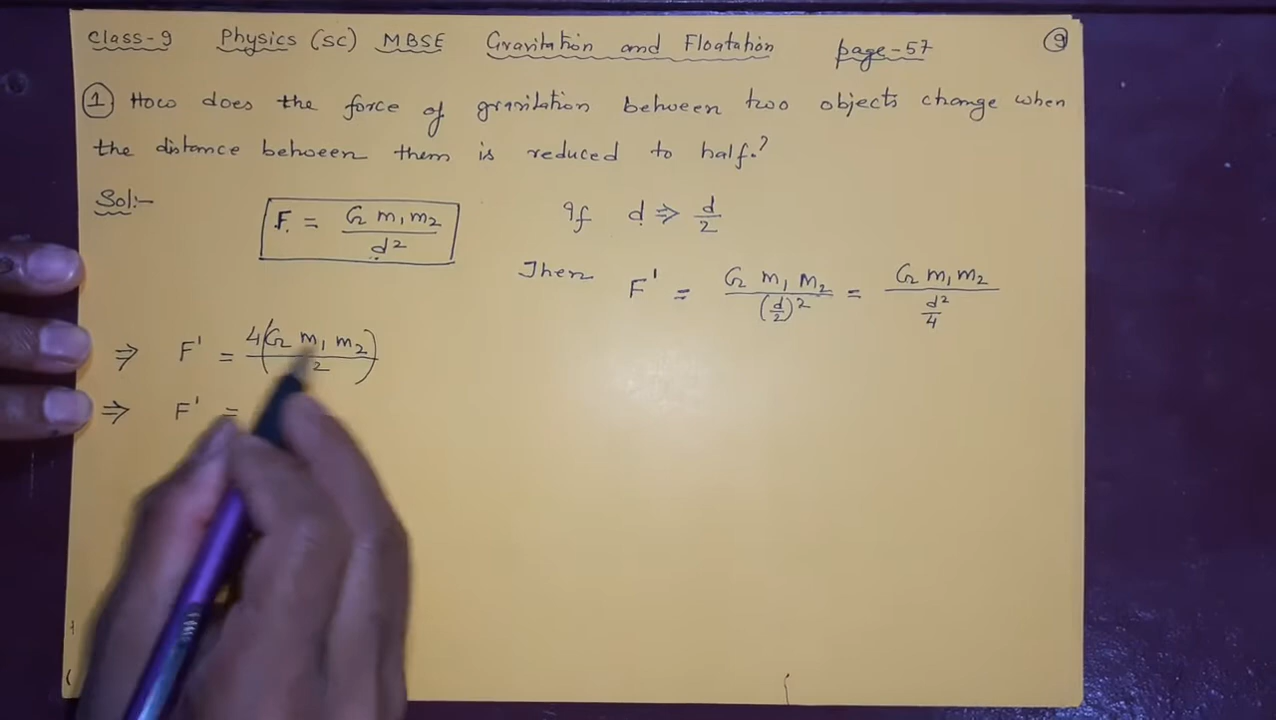 Class-9 Physics (SC) MBSE Gravitation and Floatation page-57 9
1 How does the force of gravitation between two objects change when
the distance between them is reduced to half.?
Sol:-
F = G m₁ m₂ / d² If d ⇒ d/2
Then F' = G m₁ m₂ / (d/2)² = G m₁ m₂ / (d²/4)
⇒ F' = 4(G m₁ m₂ / ²)
⇒ F' =